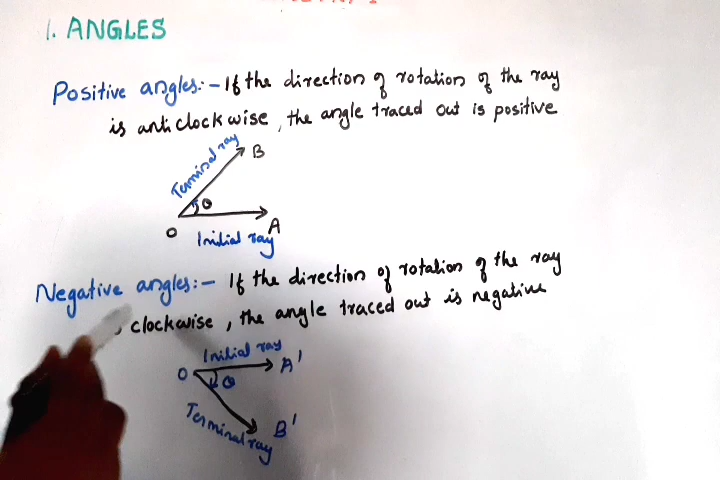 1. ANGLES
Positive angles:- If the direction of rotation of the ray
is anticlockwise, the angle traced out is positive
Terminal ray
B
θ
O
A
Initial ray
Negative angles:- If the direction of rotation of the ray
clockwise, the angle traced out is negative
Initial ray
O
A'
θ
Terminal ray
B'